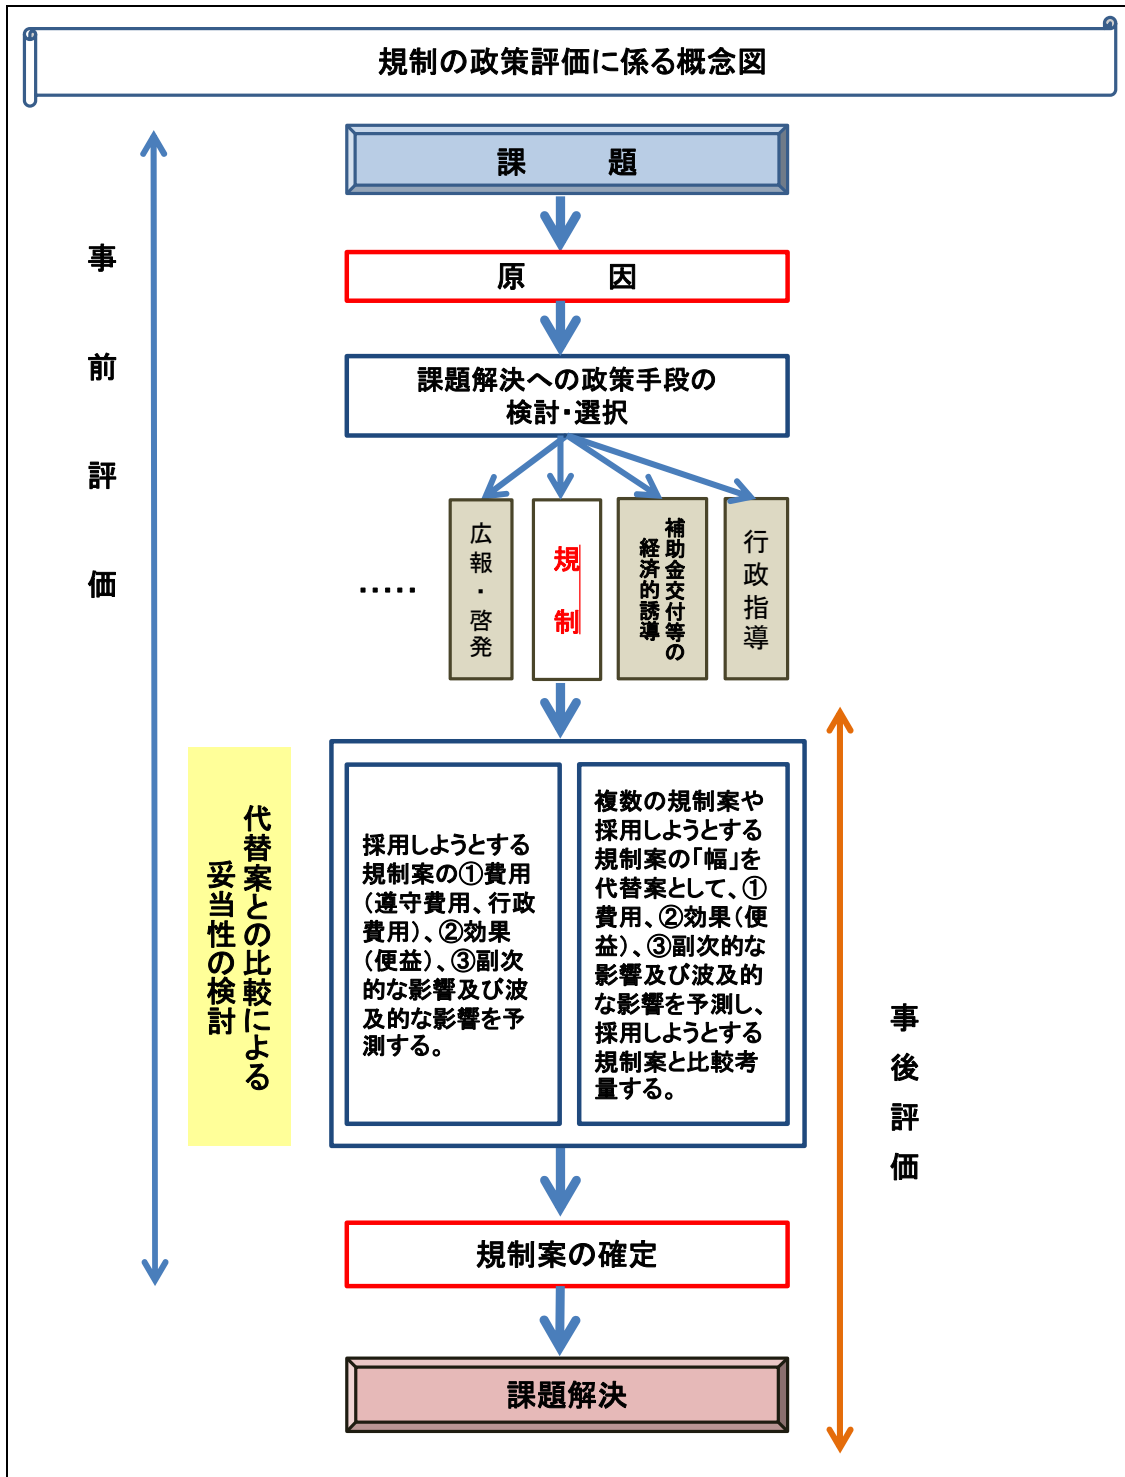 規制の政策評価に係る概念図
課題
原因
課題解決への政策手段の
検討・選択
事前評価
・・・・・
広報・啓発
規制
補助金交付等の
経済的誘導
行政指導
代替案との比較による
妥当性の検討
採用しようとする
規制案の①費用
（遵守費用、行政
費用）、②効果
（便益）、③副次
的な影響及び波
及的な影響を予
測する。
複数の規制案や
採用しようとする
規制案の「幅」を
代替案として、①
費用、②効果（便
益）、③副次的な
影響及び波及的
な影響を予測し、
採用しようとする
規制案と比較考
量する。
事後評価
規制案の確定
課題解決